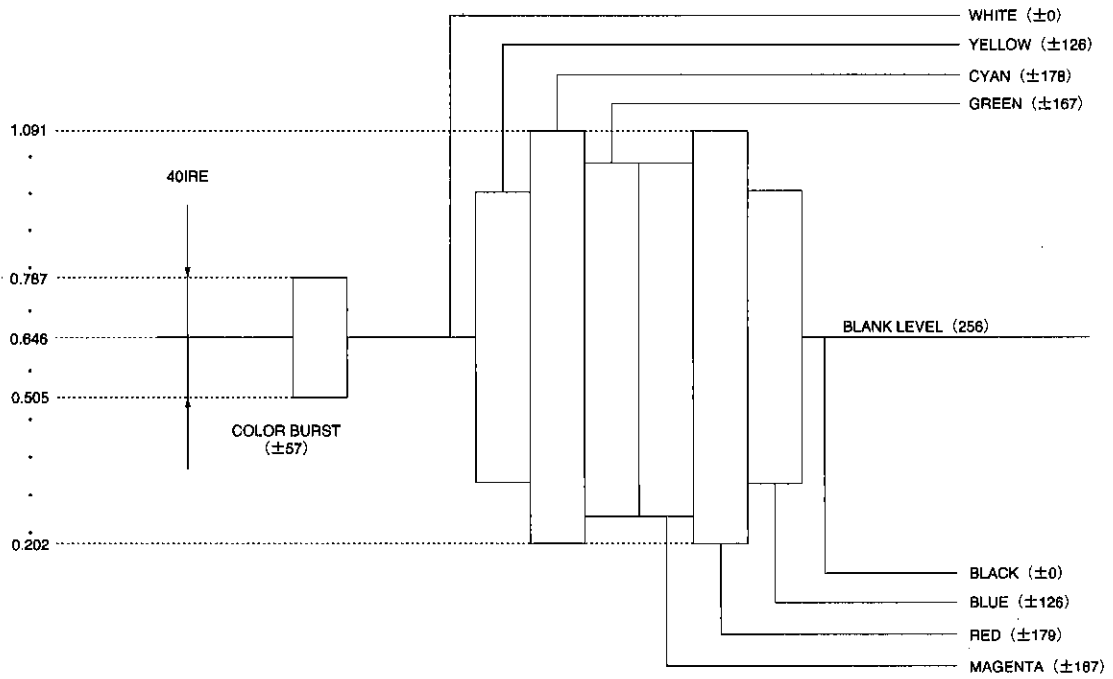 WHITE (±0)
YELLOW (±126)
CYAN (±178)
GREEN (±167)
1.091
40IRE
0.787
0.646
BLANK LEVEL (256)
0.505
COLOR BURST
(±57)
0.202
BLACK (±0)
BLUE (±126)
RED (±179)
MAGENTA (±167)